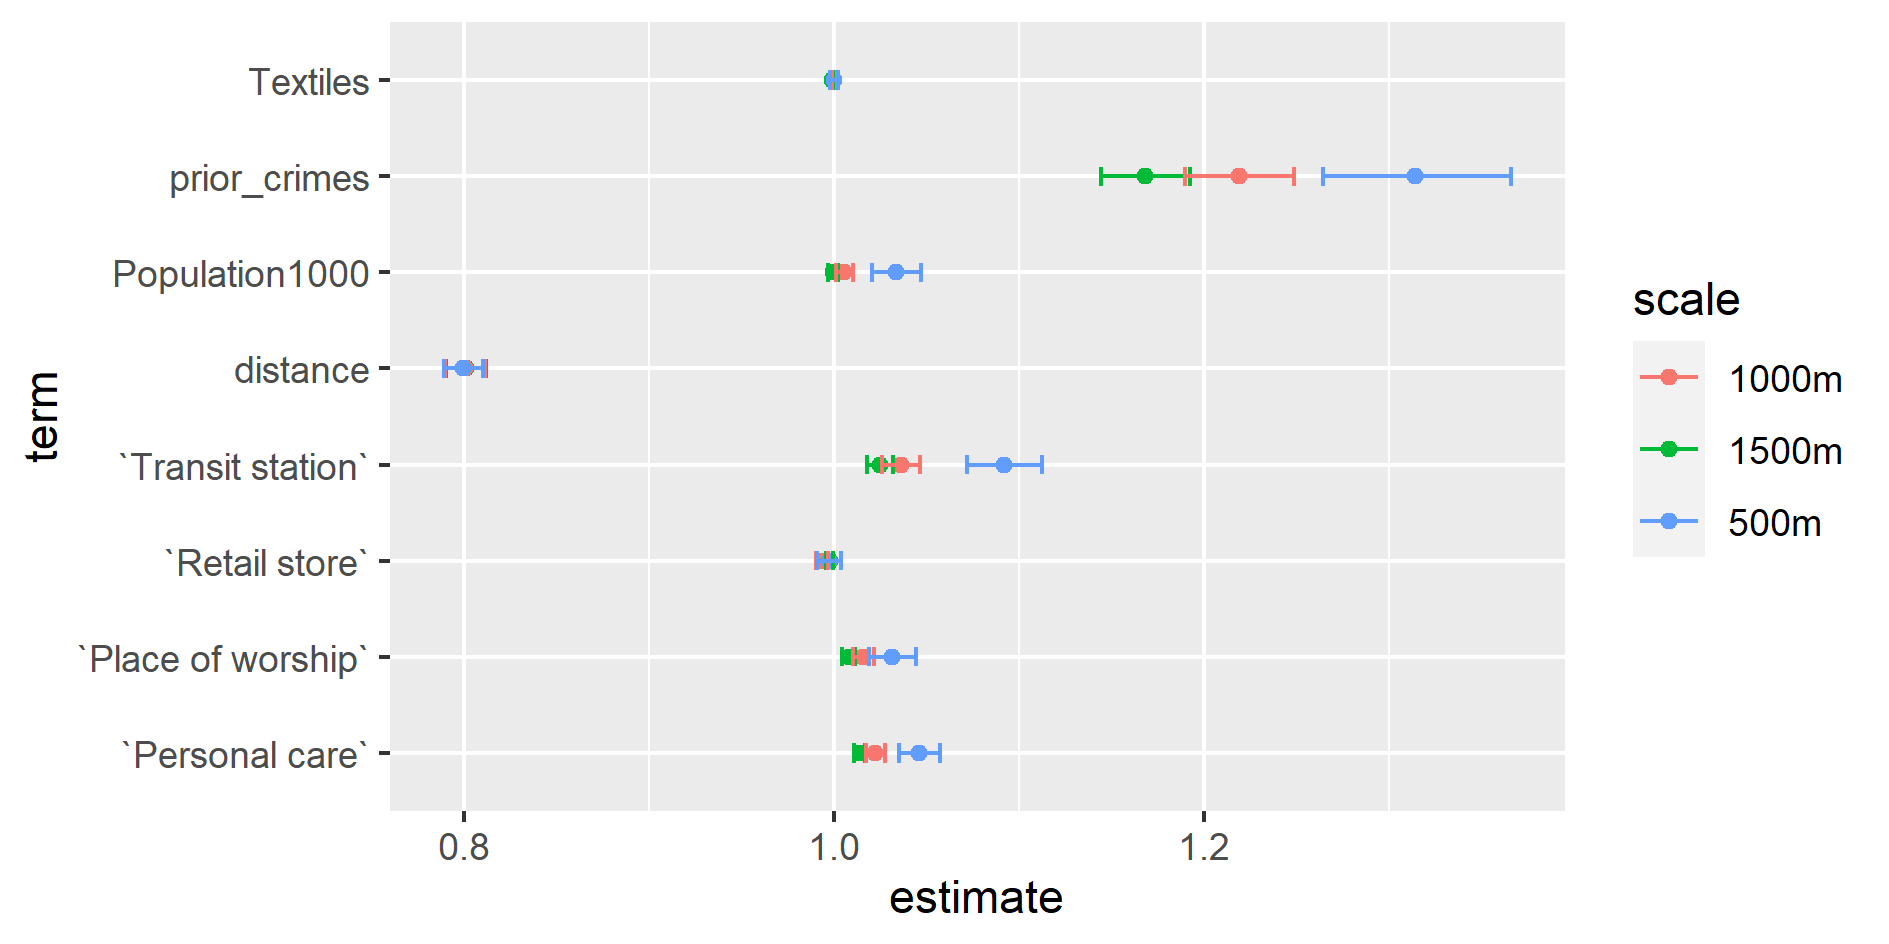 Textiles
prior_crimes
Population1000
distance
`Transit station`
`Retail store`
`Place of worship`
`Personal care`
term
0.8 1.0 1.2
estimate
scale
1000m
1500m
500m